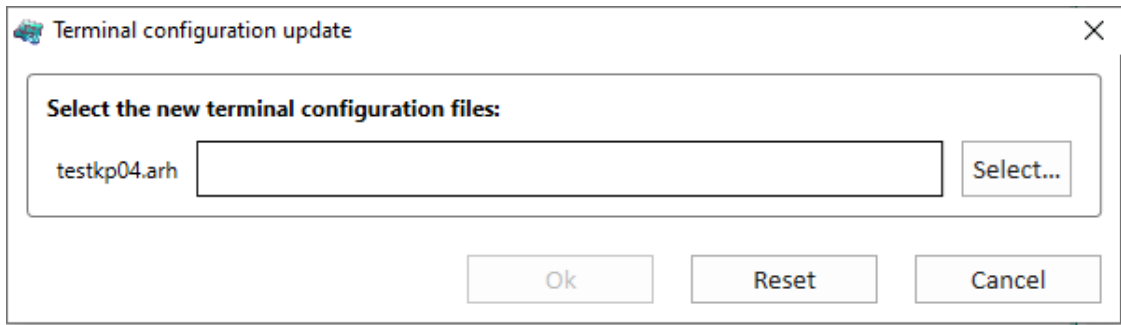 Terminal configuration update
Select the new terminal configuration files:
testkp04.arh Select...
Ok Reset Cancel